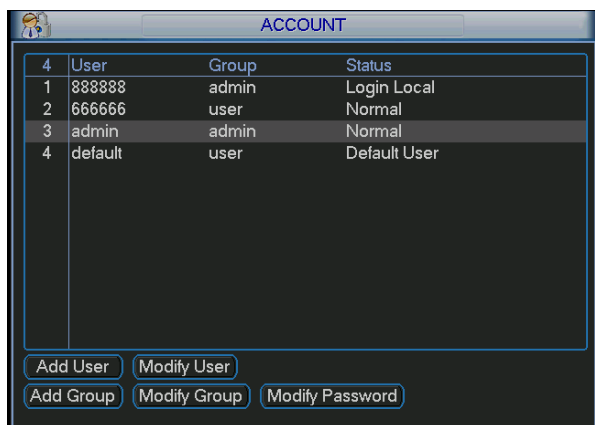 ACCOUNT
4 User Group Status
1 888888 admin Login Local
2 666666 user Normal
3 admin admin Normal
4 default user Default User
Add User Modify User
Add Group Modify Group Modify Password